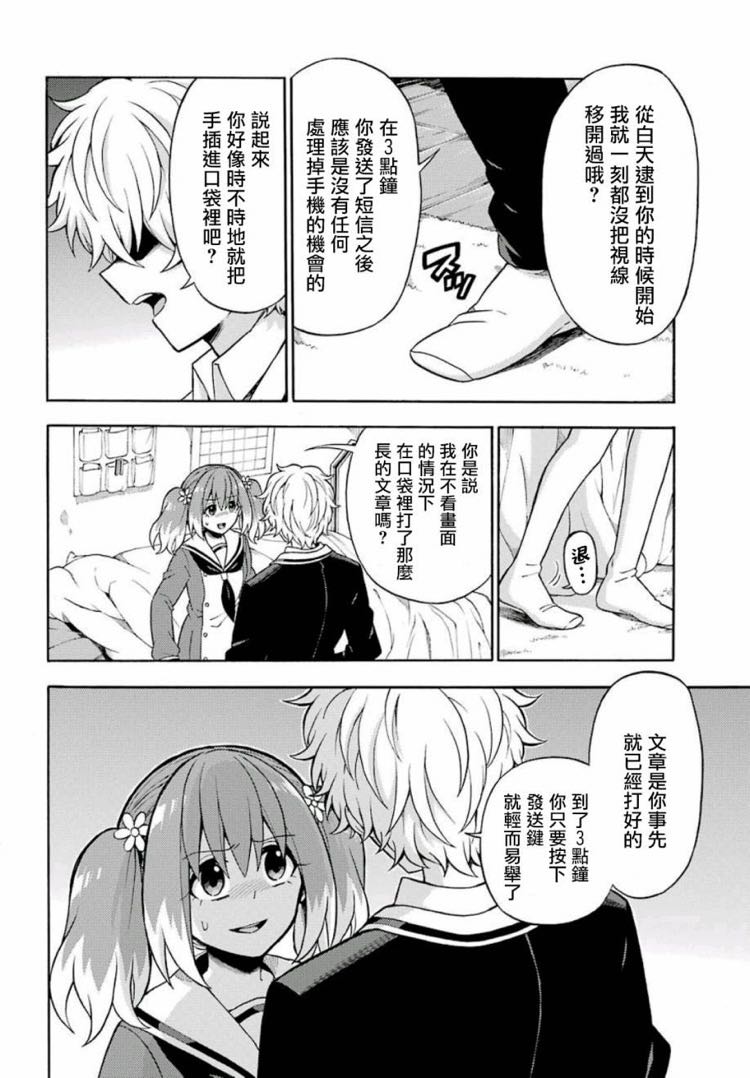 從白天逮到你的時候開始
我就一刻都沒把視線
移開過哦？
在3點鐘
你發送了短信之後
應該是沒有任何
處理掉手機的機會的
說起來
你好像時不時地就把
手插進口袋裡吧？
退…
你是說
我在不看畫面
的情況下
在口袋裡打了那麼
長的文章嗎？
文章是你事先
就已經打好的
到了3點鐘
你只要按下
發送鍵
就輕而易舉了